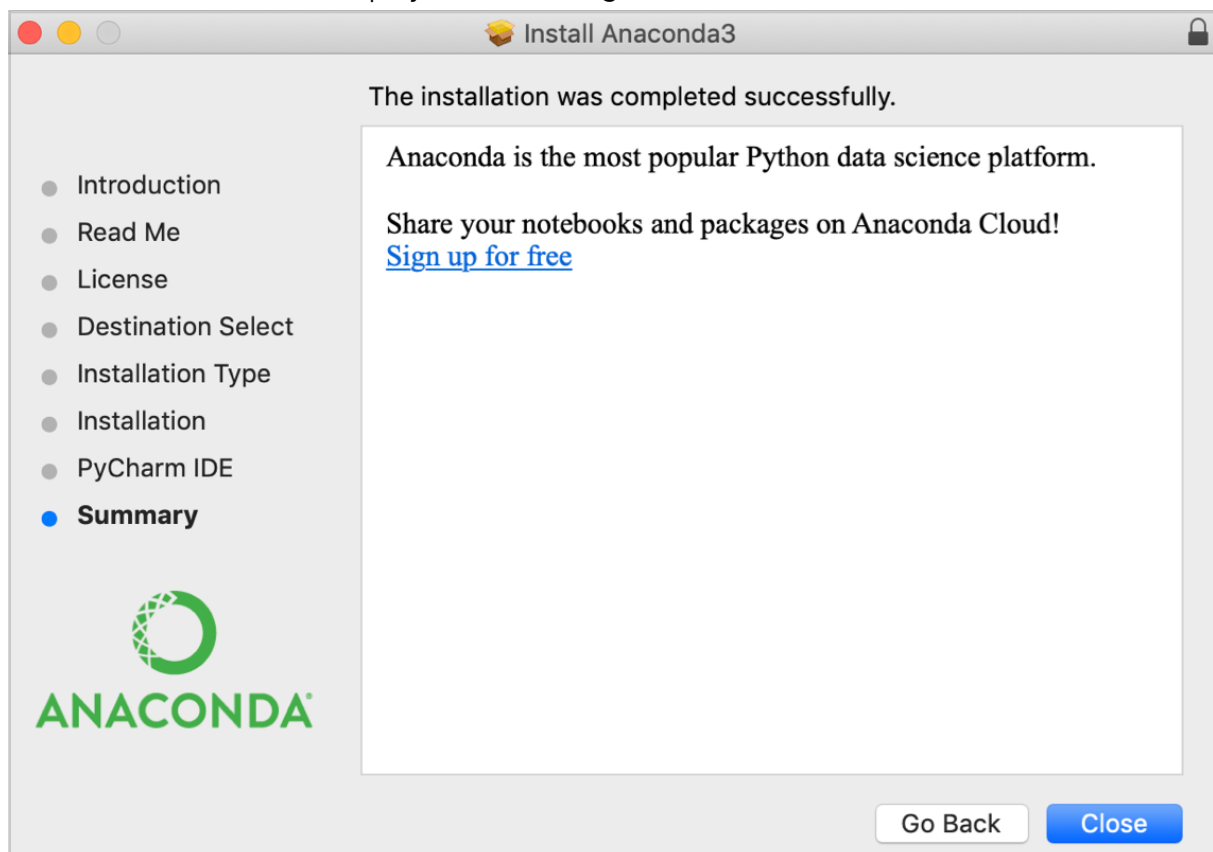 Install Anaconda3
The installation was completed successfully.
Introduction
Read Me
License
Destination Select
Installation Type
Installation
PyCharm IDE
Summary
ANACONDA®
Anaconda is the most popular Python data science platform.
Share your notebooks and packages on Anaconda Cloud!
Sign up for free
Go Back
Close